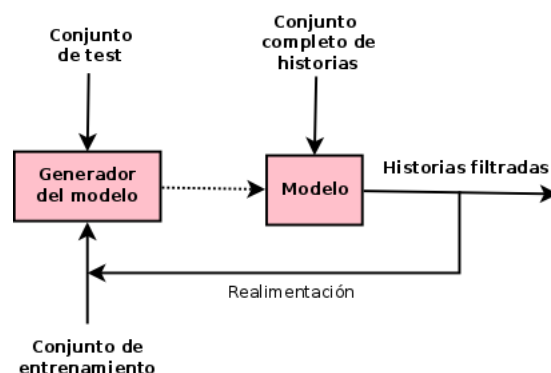 Conjunto
de test
Conjunto
completo de
historias
Generador
del modelo
Modelo
Historias filtradas
Realimentación
Conjunto de
entrenamiento